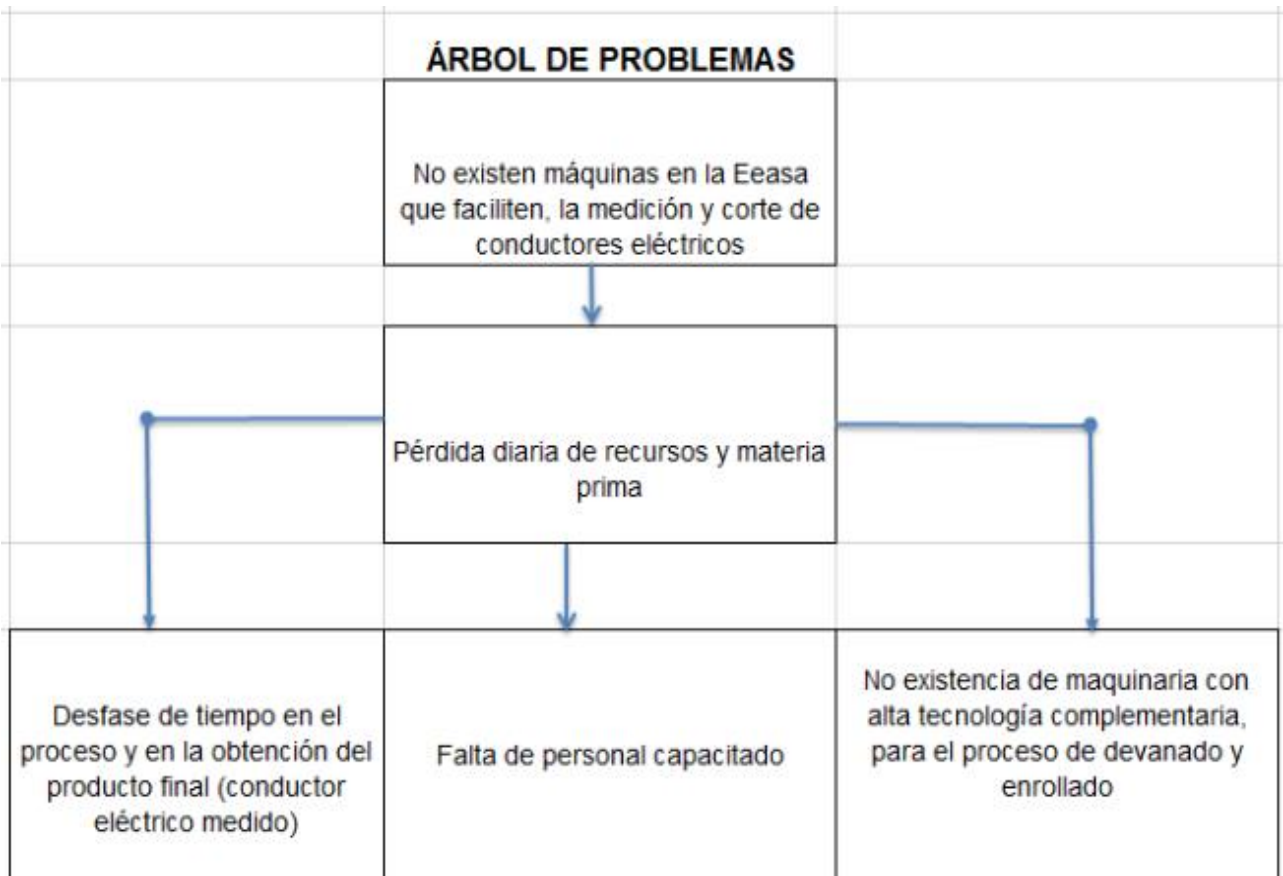 ÁRBOL DE PROBLEMAS
No existen máquinas en la Eeasa
que faciliten, la medición y corte de
conductores eléctricos
Pérdida diaria de recursos y materia
prima
Desfase de tiempo en el
proceso y en la obtención del
producto final (conductor
eléctrico medido)
Falta de personal capacitado
No existencia de maquinaria con
alta tecnología complementaria,
para el proceso de devanado y
enrollado